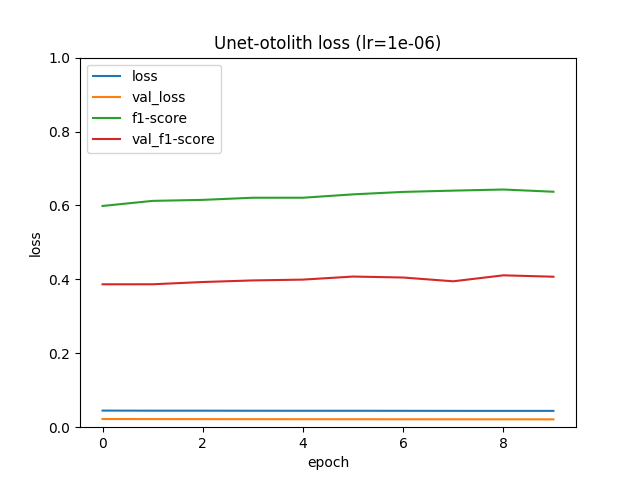 Unet-otolith loss (lr=1e-06)
loss
val_loss
f1-score
val_f1-score
1.0
0.8
0.6
0.4
0.2
0.0
loss
0 2 4 6 8
epoch